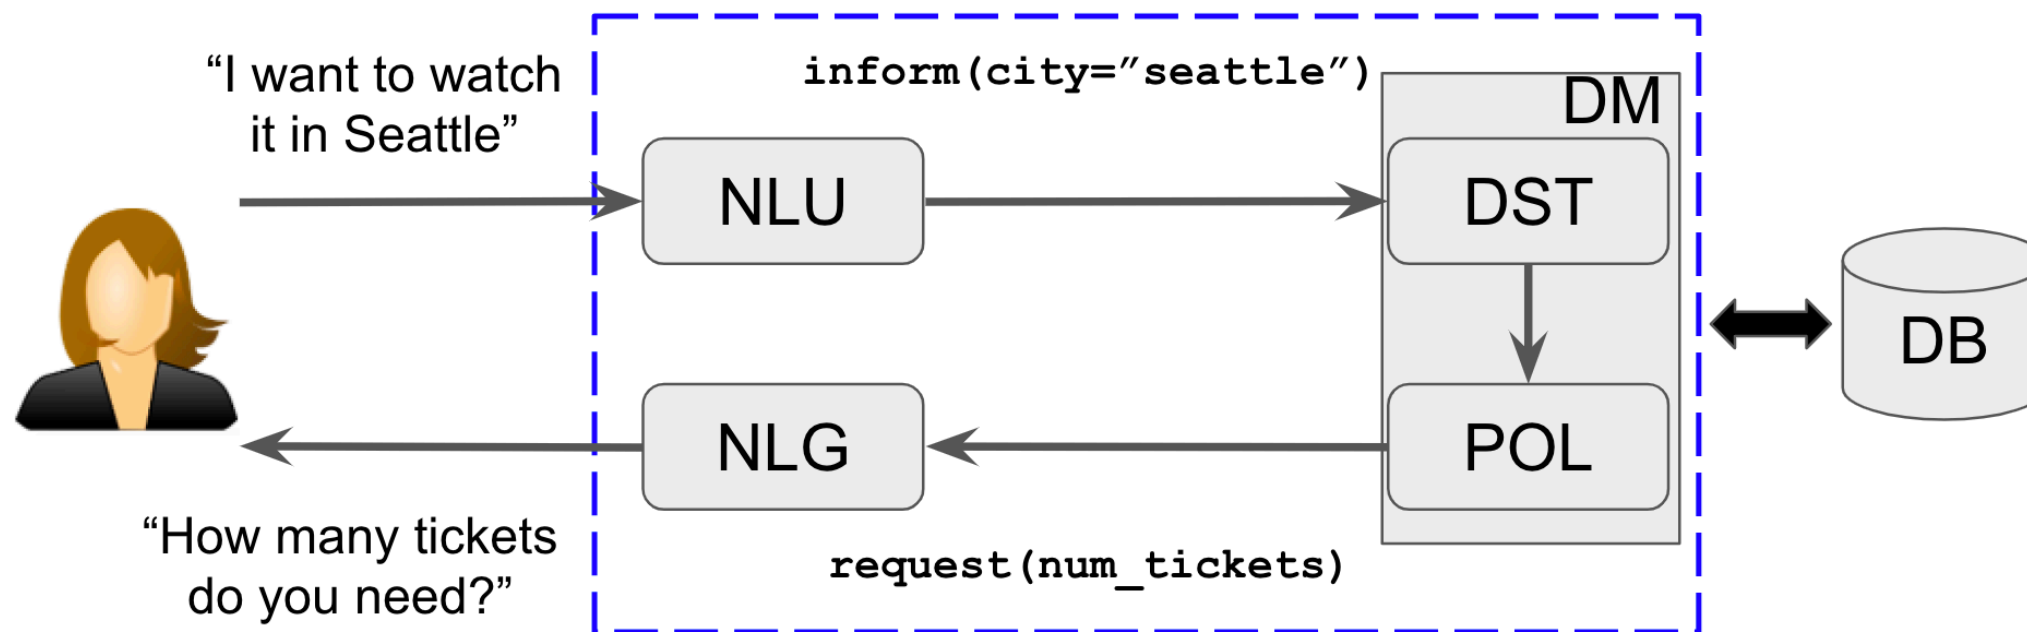 “I want to watch
it in Seattle”
inform(city=”seattle”)
DM
NLU
DST
DB
NLG
POL
“How many tickets
do you need?”
request(num_tickets)